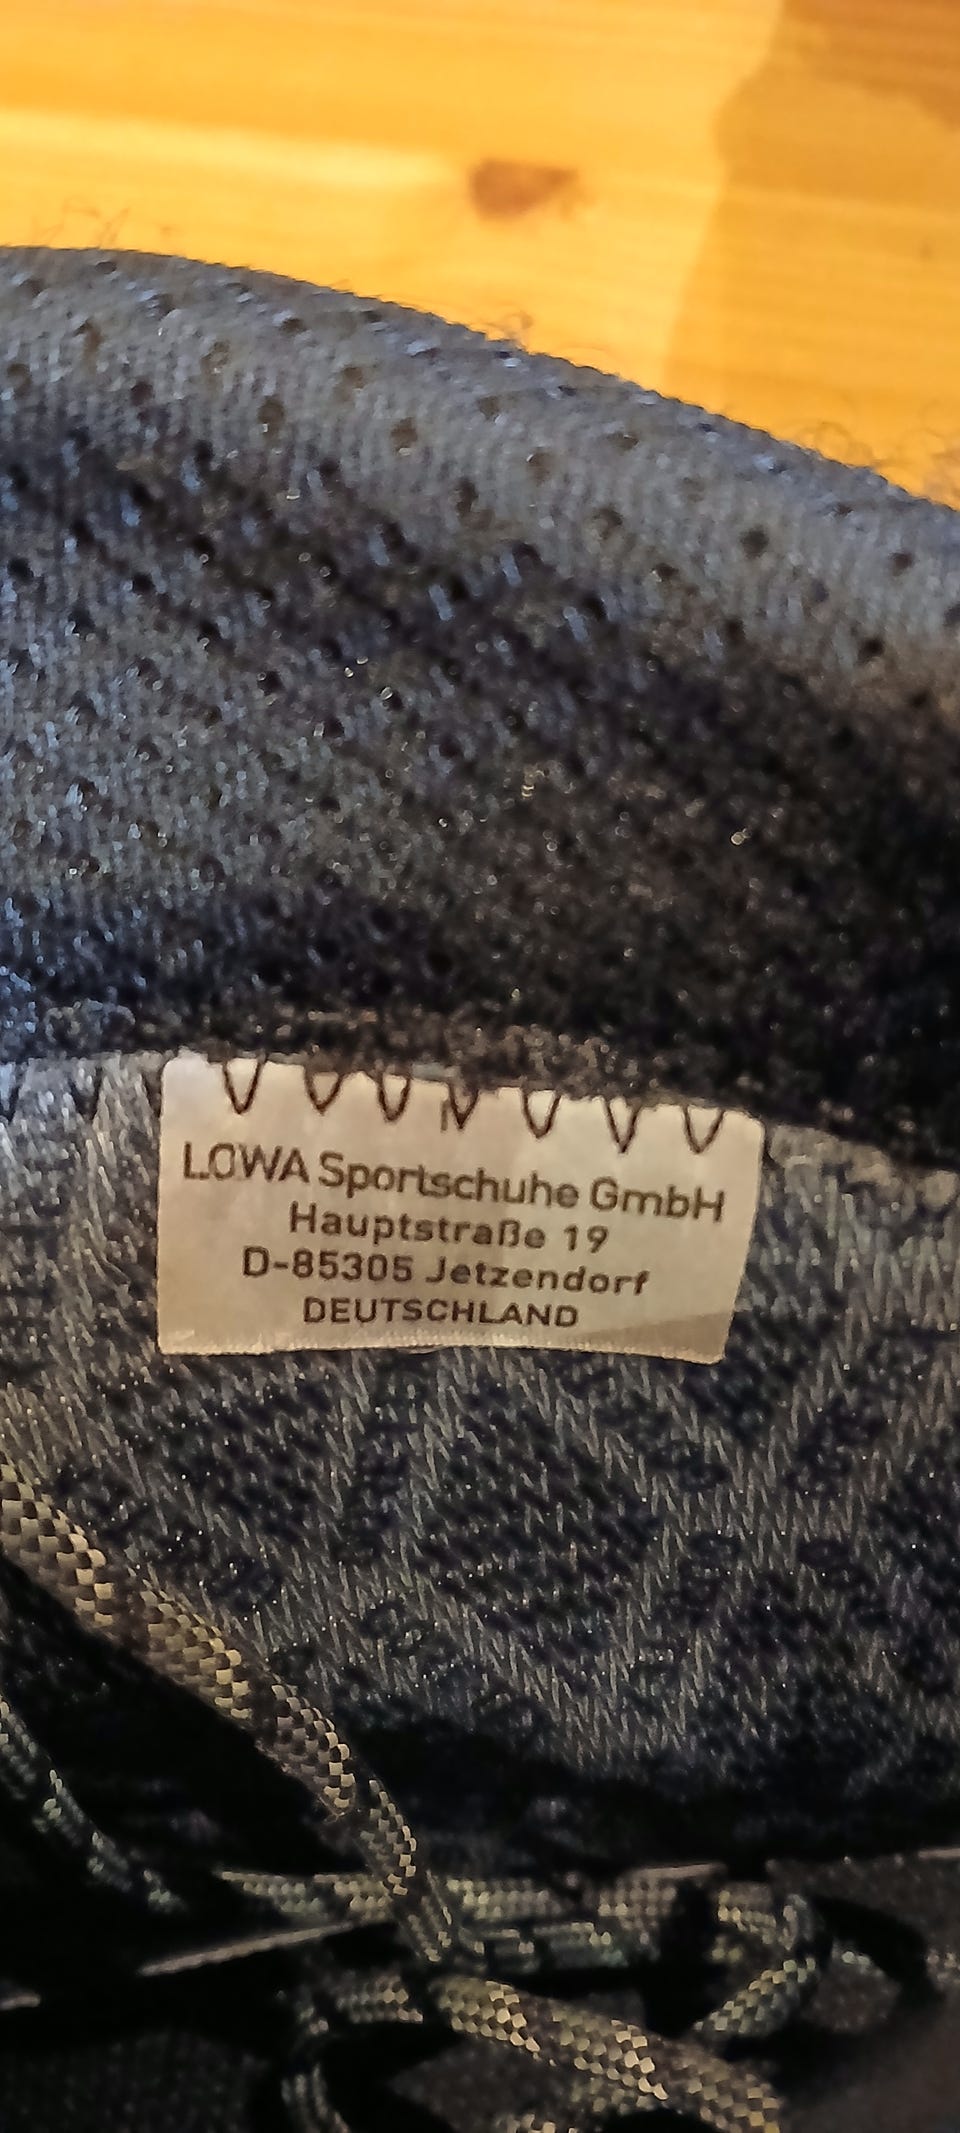 LOWA Sportschuhe GmbH
Hauptstraße 19
D-85305 Jetzendorf
DEUTSCHLAND